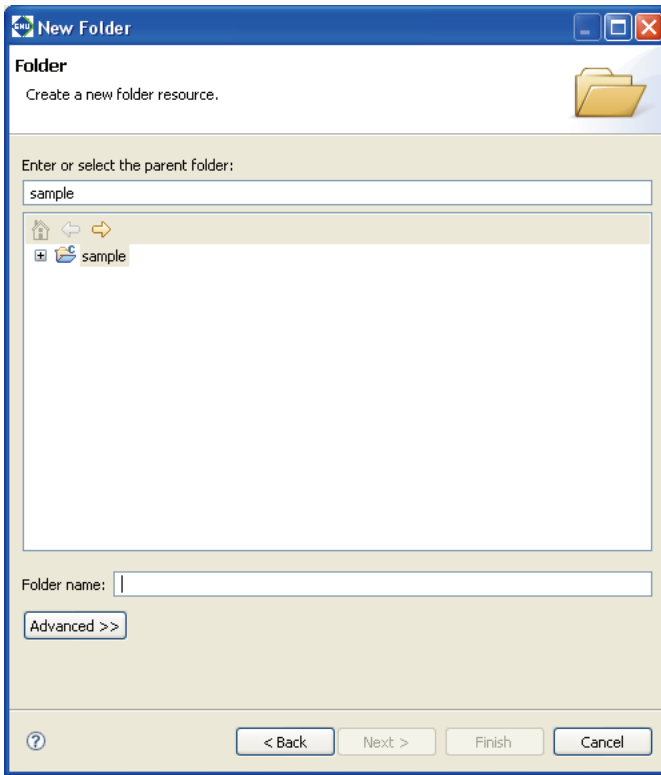 GNU New Folder
Folder
Create a new folder resource.
Enter or select the parent folder:
sample
C sample
Folder name:
Advanced >>
? < Back Next > Finish Cancel